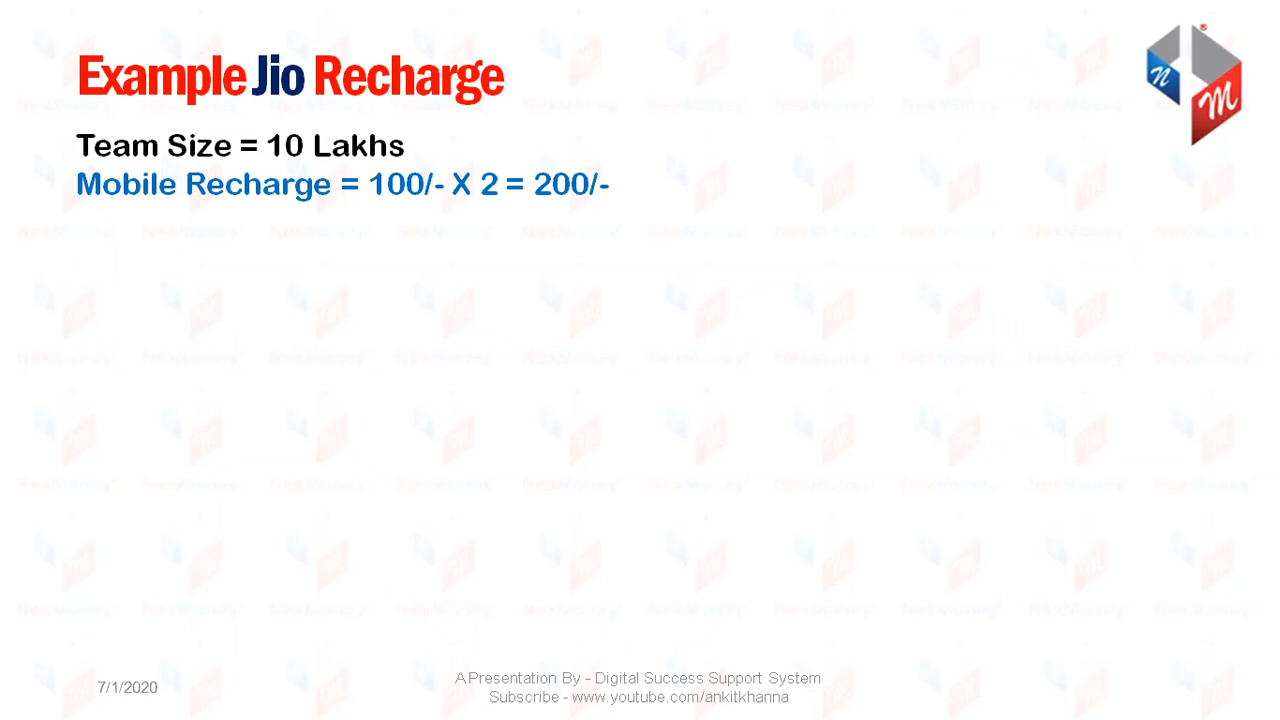 Example Jio Recharge
Team Size = 10 Lakhs
Mobile Recharge = 100/- X 2 = 200/-
7/1/2020
A Presentation By - Digital Success Support System
Subscribe - www.youtube.com/ankitkhanna